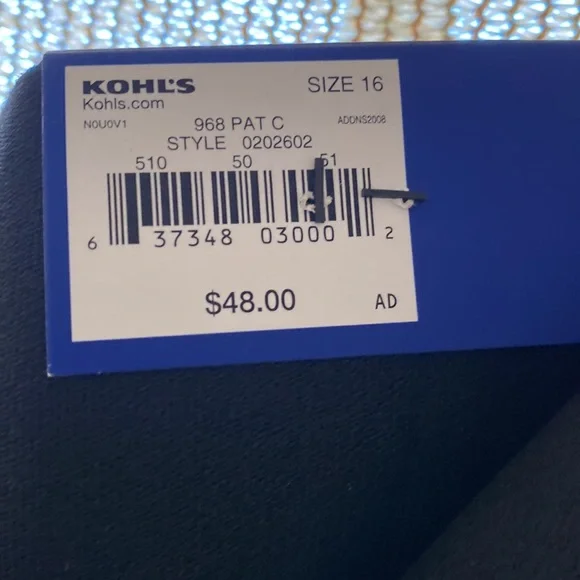 KOHL'S SIZE 16
Kohls.com
N0U0V1 968 PAT C ADDNS2008
STYLE 0202602
510 50 51
6 37348 03000 2
$48.00 AD